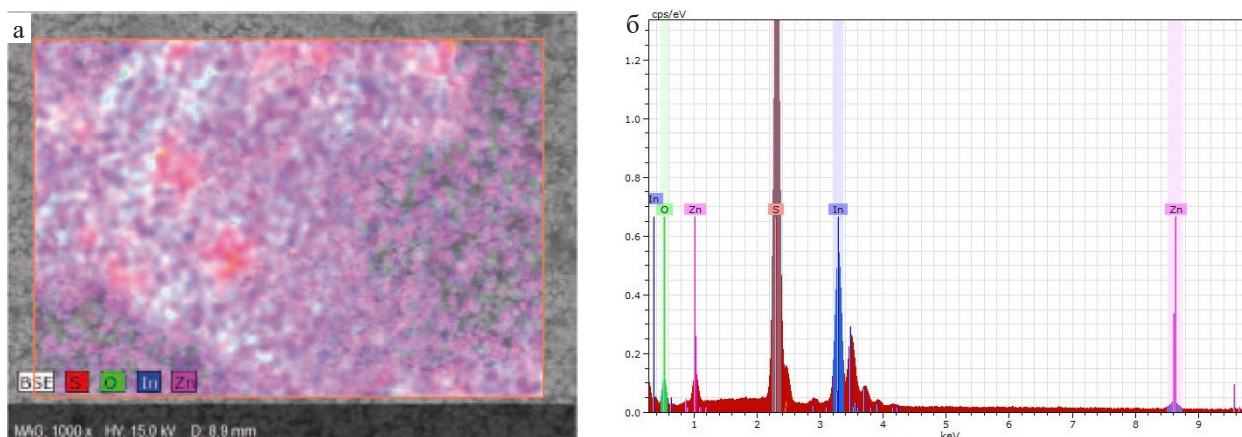 а
BSE S O In Zn
MAG: 1000 x HV: 15.0 kV D: 8.9 mm
б
cps/eV
1.2
1.0
0.8
0.6
0.4
0.2
0.0
In
O Zn S In Zn
1 2 3 4 5 6 7 8 9
keV